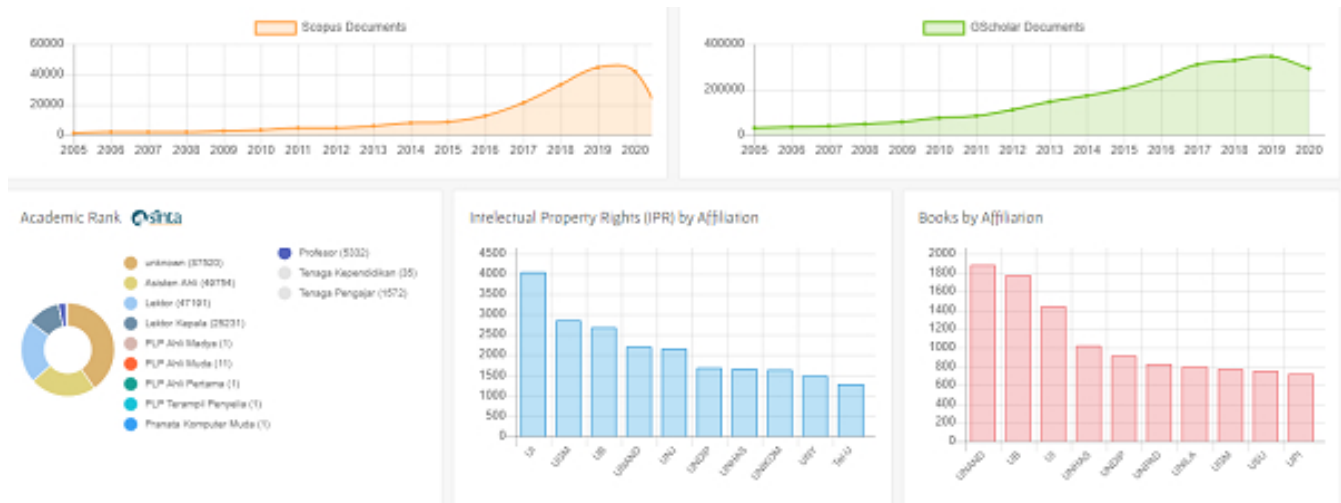 Scopus Documents
60000
40000
20000
0
2005 2006 2007 2008 2009 2010 2011 2012 2013 2014 2015 2016 2017 2018 2019 2020
GScholar Documents
400000
200000
0
2005 2006 2007 2008 2009 2010 2011 2012 2013 2014 2015 2016 2017 2018 2019 2020
Academic Rank sinta
unknown
Asisten Ahli (49754)
Lektor (47191)
Lektor Kepala (25231)
PLP Ahli Madya (1)
PLP Ahli Muda (11)
PLP Ahli Pertama (1)
PLP Terampil Penyelia (1)
Pranata Komputer Muda (1)
Profesor (5332)
Tenaga Kependidikan (35)
Tenaga Pengajar (1572)
Intelectual Property Rights (IPR) by Affiliation
4500
4000
3500
3000
2500
2000
1500
1000
500
0
UI UGM UB UNAND UNJ UNDIP UNHAS UNIKOM UNY Tel-U
Books by Affiliation
2000
1800
1600
1400
1200
1000
800
600
400
200
0
UNAND UB UI UNHAS UNDIP UNPAD UNILA UGM USU UPI